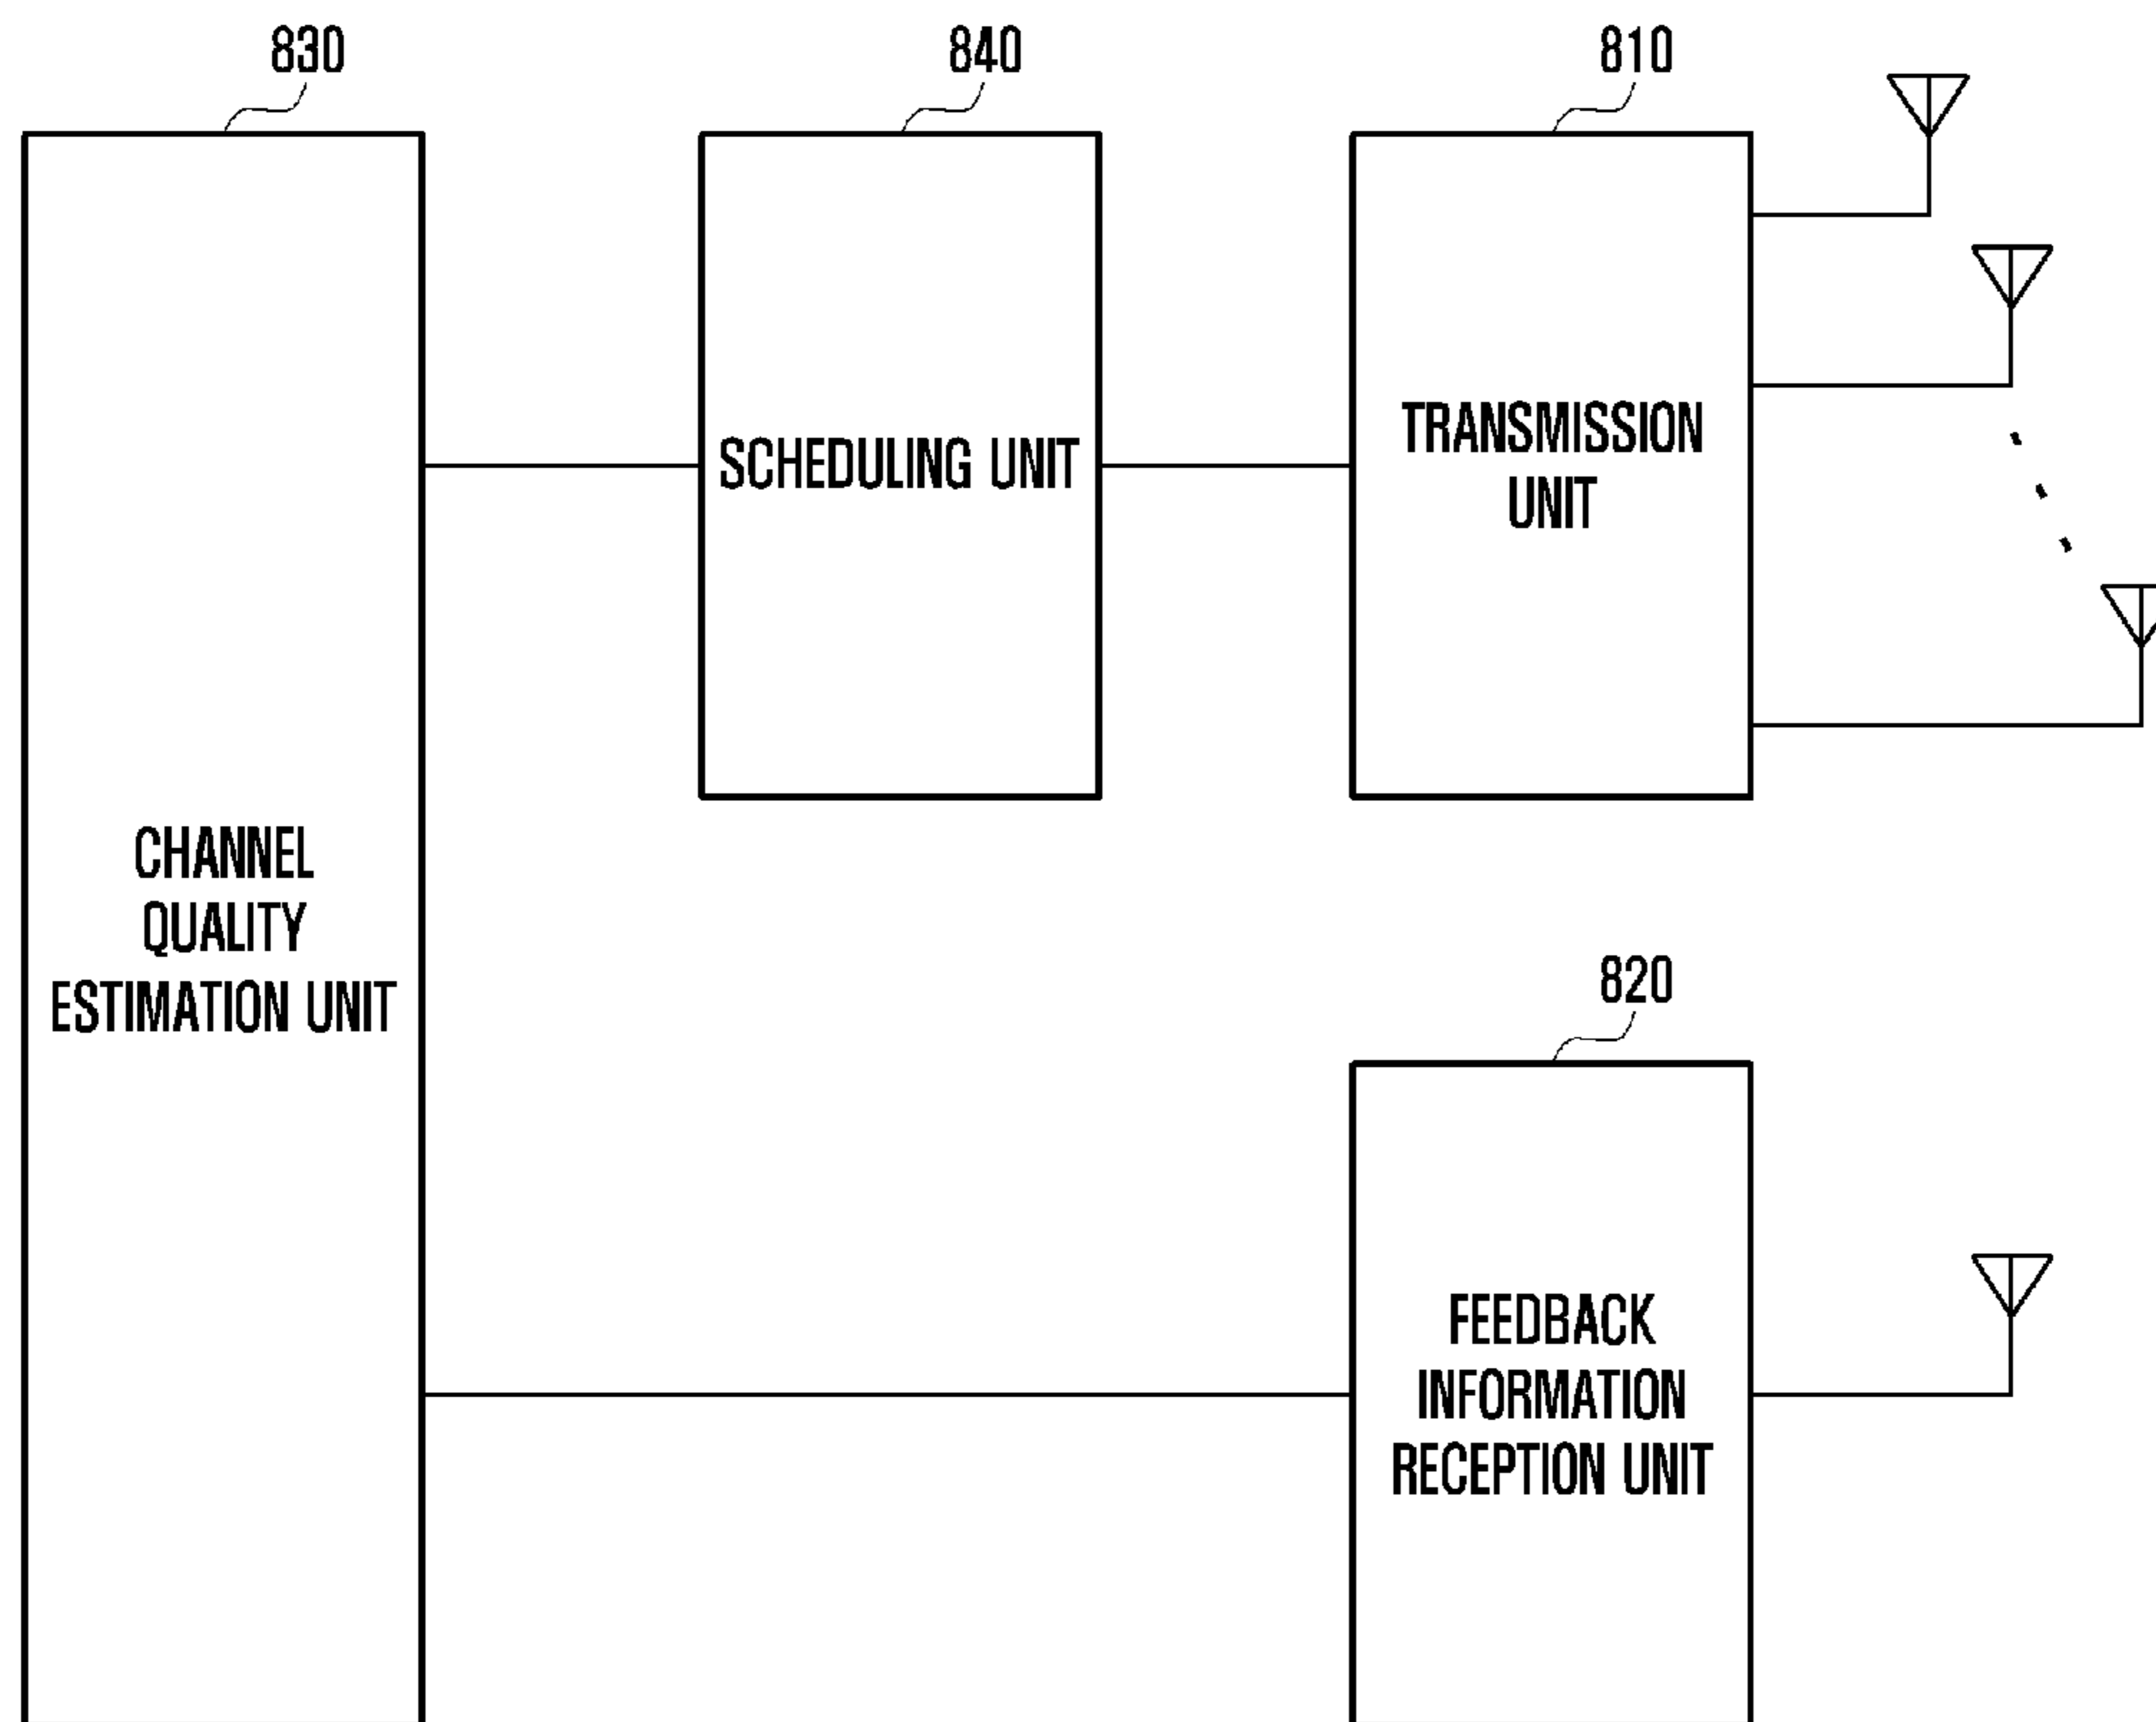 830
840
810
SCHEDULING UNIT
TRANSMISSION
UNIT
CHANNEL
QUALITY
ESTIMATION UNIT
820
FEEDBACK
INFORMATION
RECEPTION UNIT